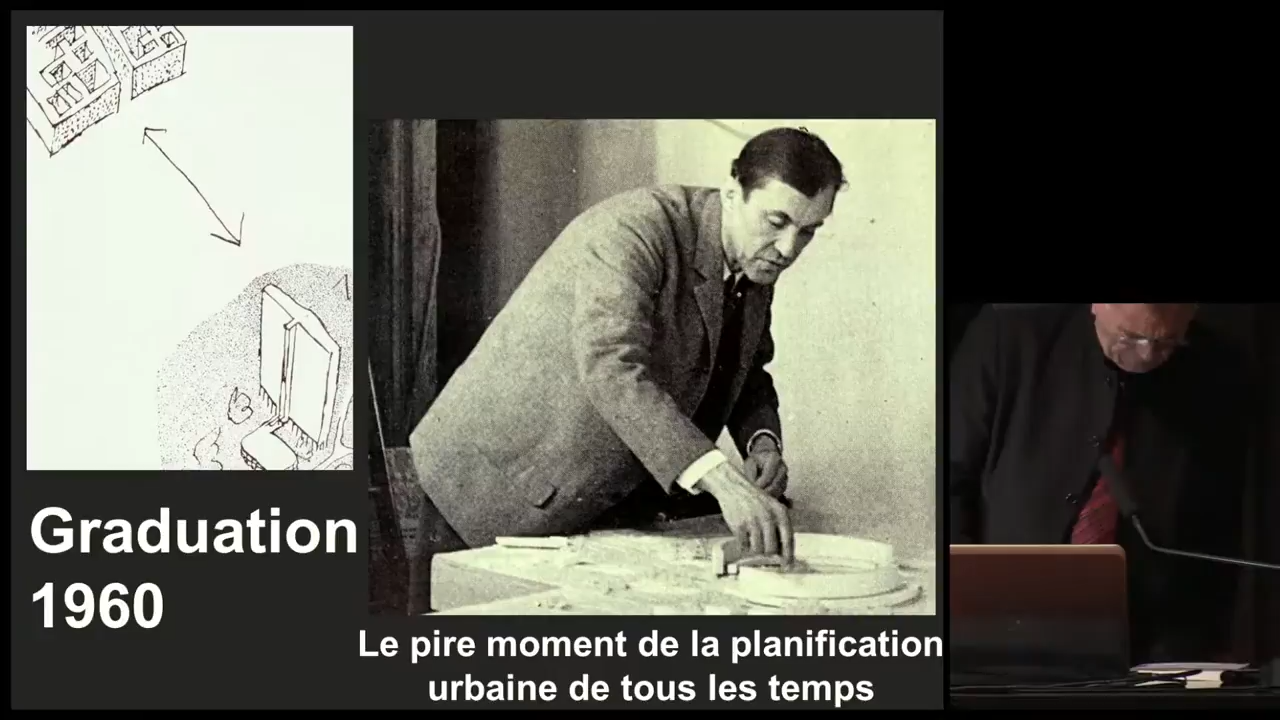 Graduation
1960
Le pire moment de la planification
urbaine de tous les temps